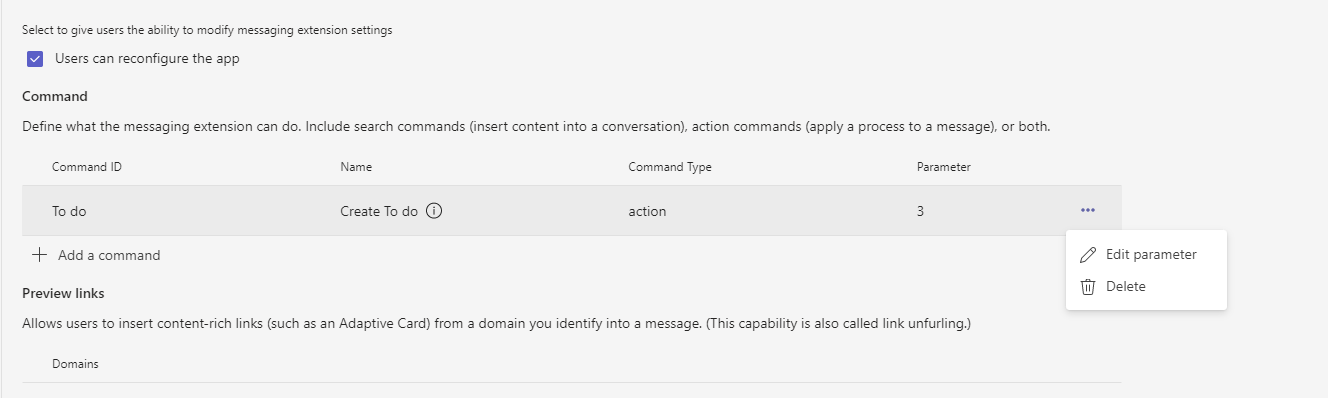 Select to give users the ability to modify messaging extension settings
Users can reconfigure the app
Command
Define what the messaging extension can do. Include search commands (insert content into a conversation), action commands (apply a process to a message), or both.
Command ID Name Command Type Parameter
To do Create To do action 3
Edit parameter
Add a command
Delete
Preview links
Allows users to insert content-rich links (such as an Adaptive Card) from a domain you identify into a message. (This capability is also called link unfurling.)
Domains